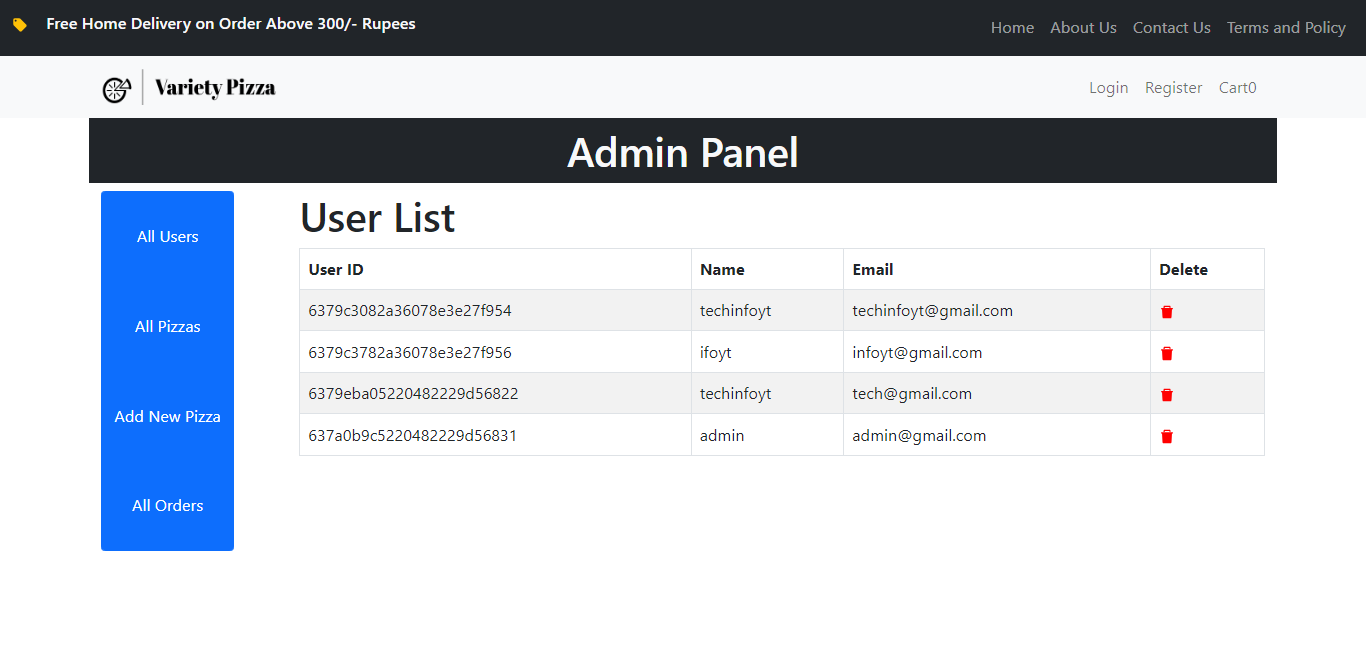 Free Home Delivery on Order Above 300/- Rupees
Home About Us Contact Us Terms and Policy
Variety Pizza
Login Register Cart0
Admin Panel
All Users
All Pizzas
Add New Pizza
All Orders
User List
User ID Name Email Delete
6379c3082a36078e3e27f954 techinfoyt techinfoyt@gmail.com
6379c3782a36078e3e27f956 ifoyt infoyt@gmail.com
6379eba05220482229d56822 techinfoyt tech@gmail.com
637a0b9c5220482229d56831 admin admin@gmail.com